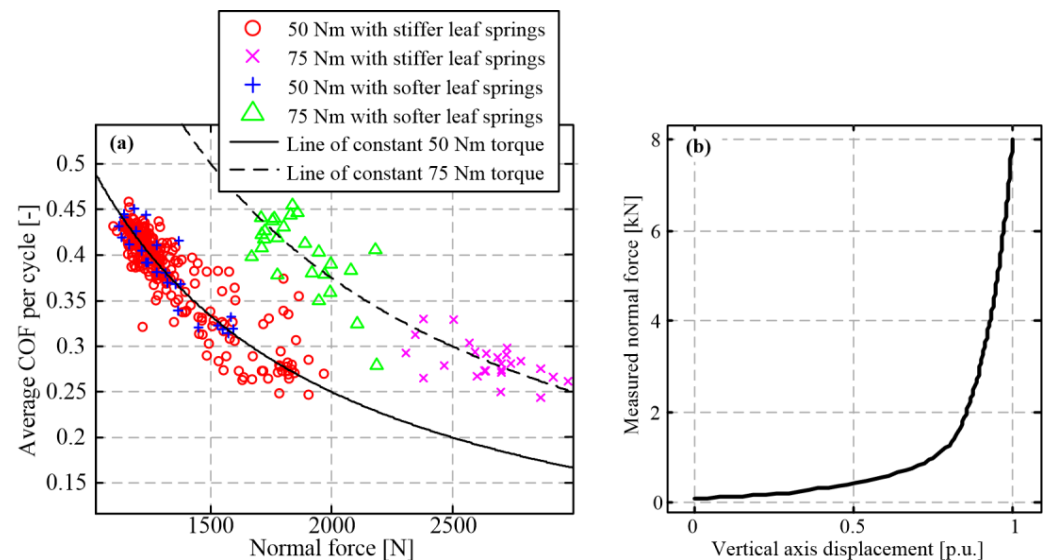 50 Nm with stiffer leaf springs
75 Nm with stiffer leaf springs
50 Nm with softer leaf springs
75 Nm with softer leaf springs
Line of constant 50 Nm torque
Line of constant 75 Nm torque
(a)
Average COF per cycle [-]
0.5
0.45
0.4
0.35
0.3
0.25
0.2
0.15
1500
2000
2500
Normal force [N]
(b)
Measured normal force [kN]
8
6
4
2
0
0
0.5
1
Vertical axis displacement [p.u.]